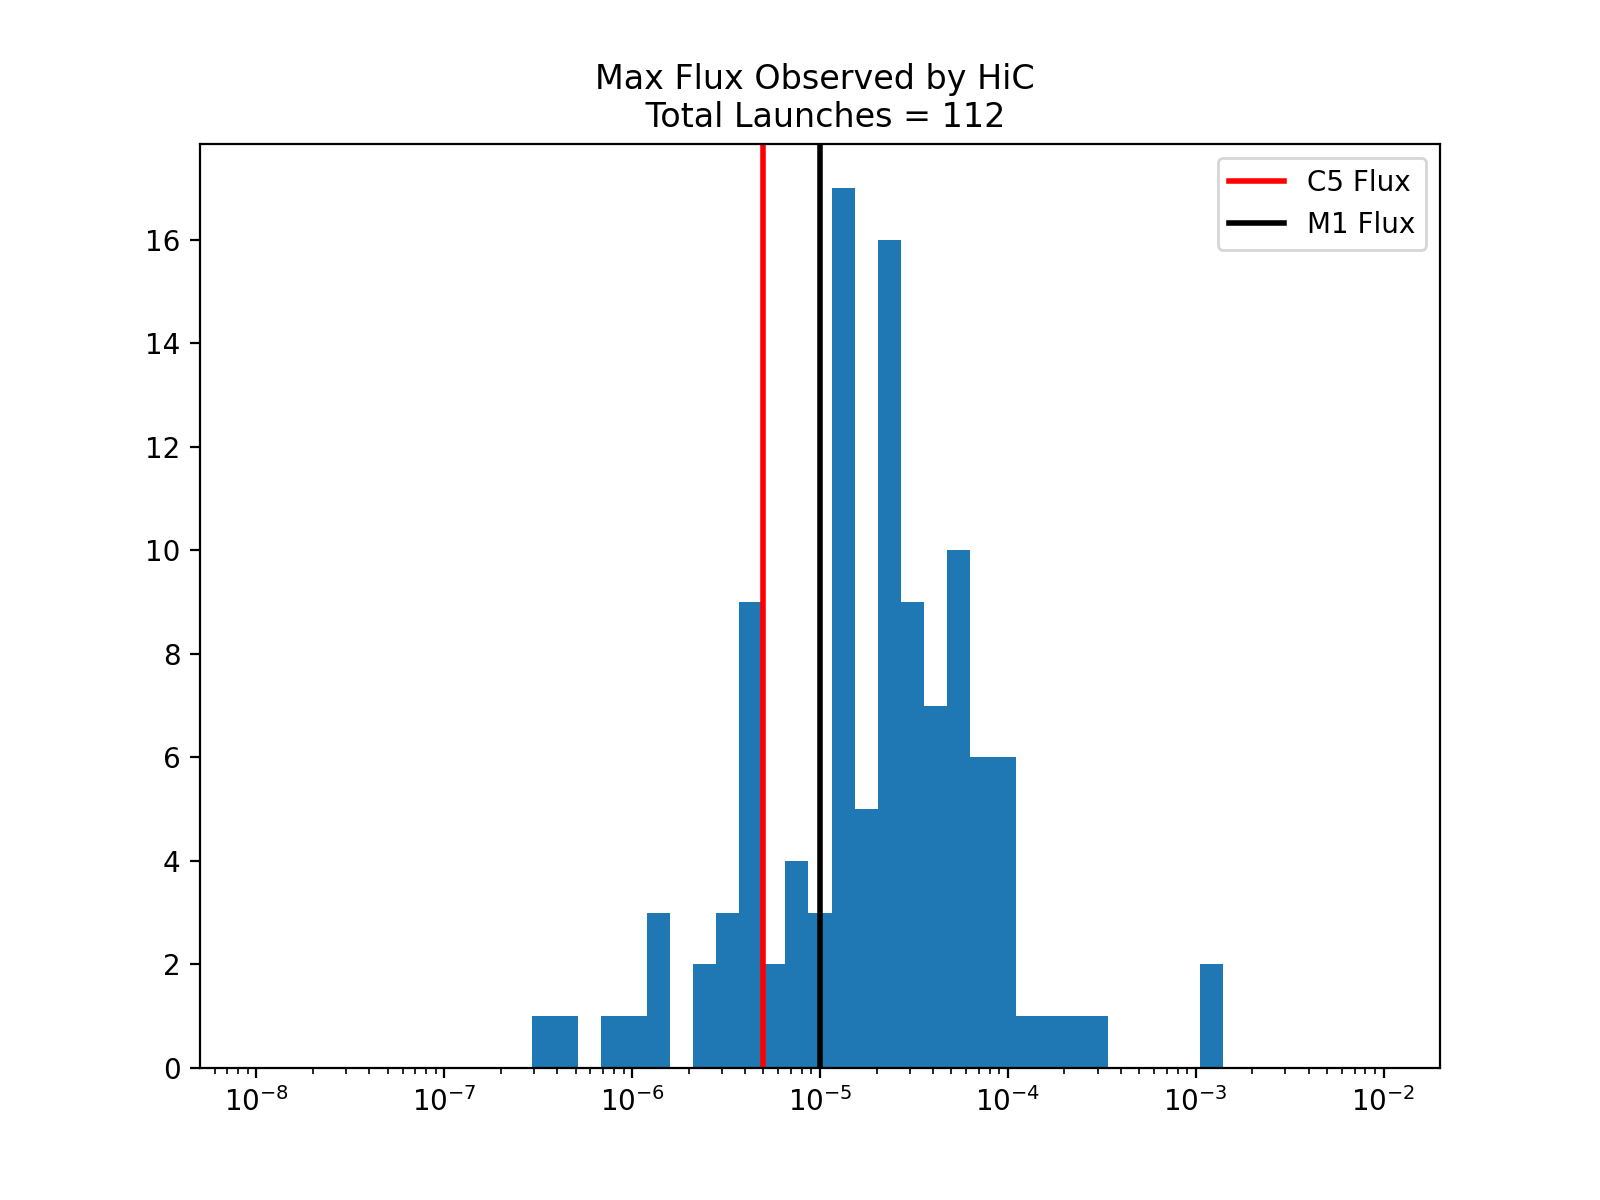 Max Flux Observed by HiC
Total Launches = 112
C5 Flux
M1 Flux
16
14
12
10
8
6
4
2
0
10⁻⁸ 10⁻⁷ 10⁻⁶ 10⁻⁵ 10⁻⁴ 10⁻³ 10⁻²